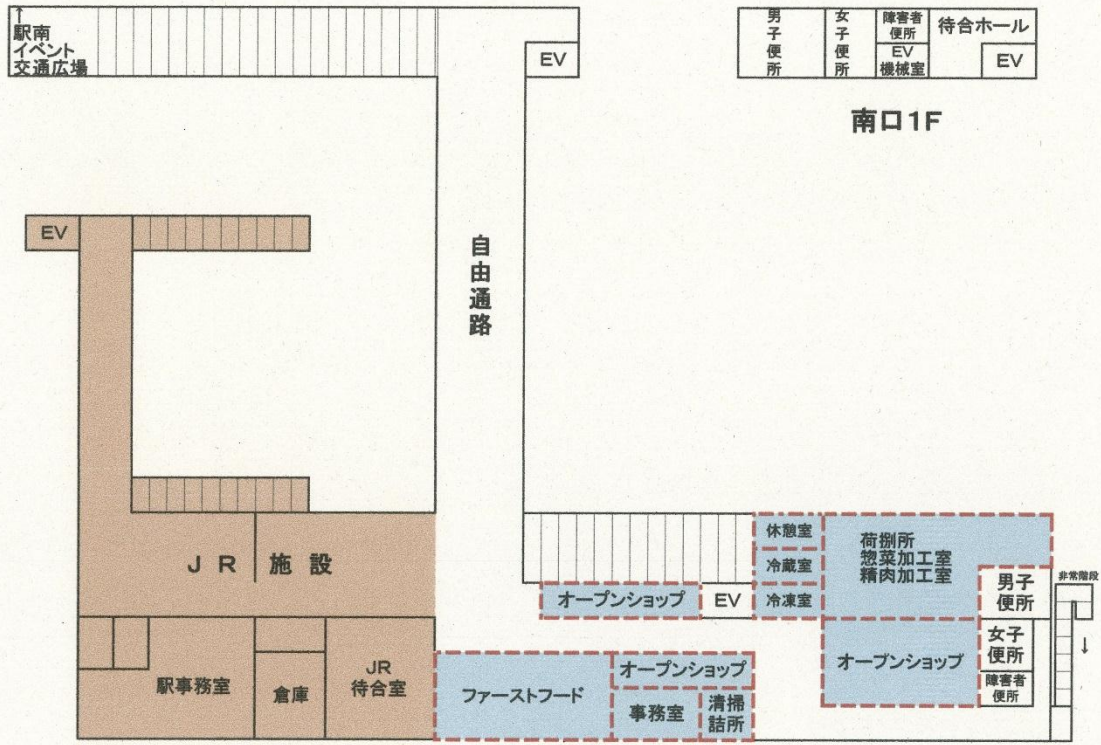 ↑
駅南
イベント
交通広場
EV
男子便所
女子便所
障害者
便所
EV
機械室
待合ホール
EV
南口1F
EV
自由通路
JR施設
休憩室
冷蔵室
冷凍室
荷捌所
惣菜加工室
精肉加工室
男子
便所
非常階段
↓
オープンショップ
EV
オープンショップ
女子
便所
障害者
便所
駅事務室
倉庫
JR
待合室
ファーストフード
オープンショップ
事務室
清掃
詰所